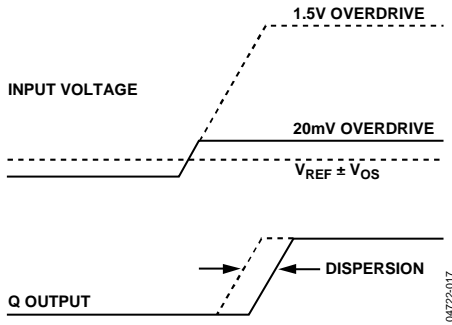 1.5V OVERDRIVE
INPUT VOLTAGE
20mV OVERDRIVE
VREF ± VOS
DISPERSION
Q OUTPUT
04722-017